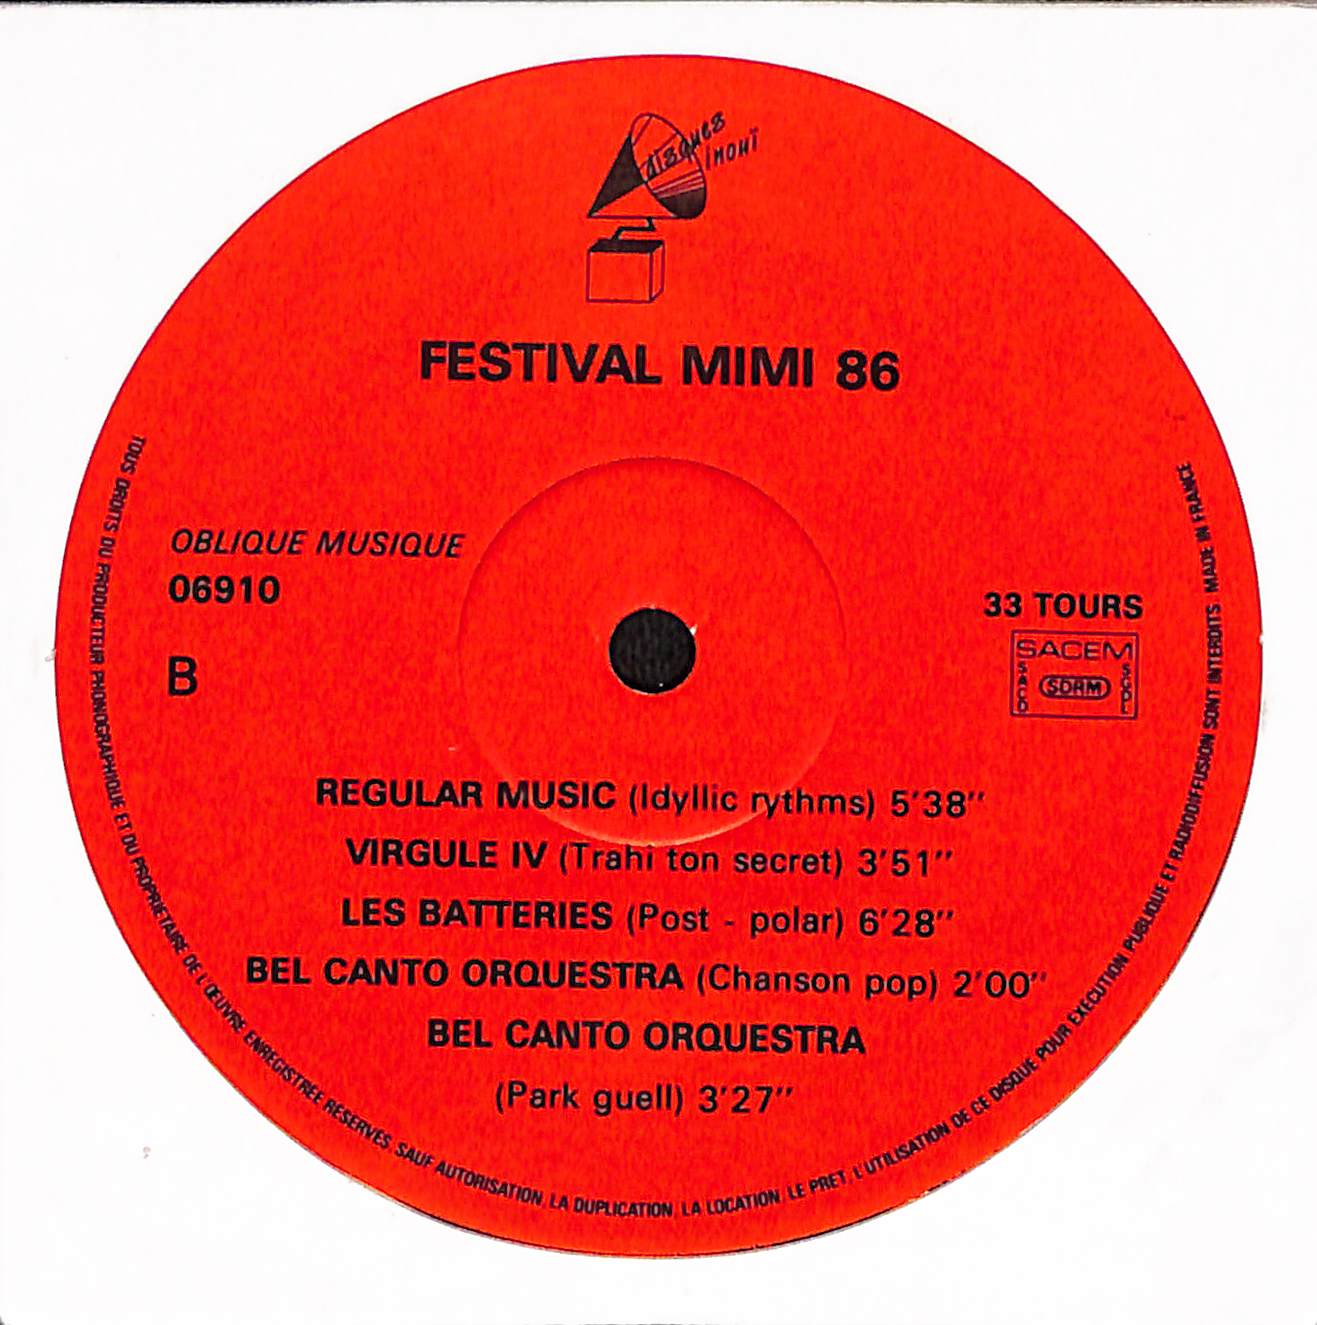 disques
inouï
FESTIVAL MIMI 86
OBLIQUE MUSIQUE
06910
B
33 TOURS
SACEM
SACD
SDRM
SGDL
REGULAR MUSIC (Idyllic rythms) 5'38''
VIRGULE IV (Trahi ton secret) 3'51''
LES BATTERIES (Post - polar) 6'28''
BEL CANTO ORQUESTRA (Chanson pop) 2'00''
BEL CANTO ORQUESTRA
(Park guell) 3'27''
TOUS DROITS DU PRODUCTEUR PHONOGRAPHIQUE ET DU PROPRIETAIRE DE L'ŒUVRE ENREGISTREE RESERVES. SAUF AUTORISATION, LA DUPLICATION, LA LOCATION, LE PRET, L'UTILISATION DE CE DISQUE POUR EXECUTION PUBLIQUE ET RADIODIFFUSION SONT INTERDITS. MADE IN FRANCE